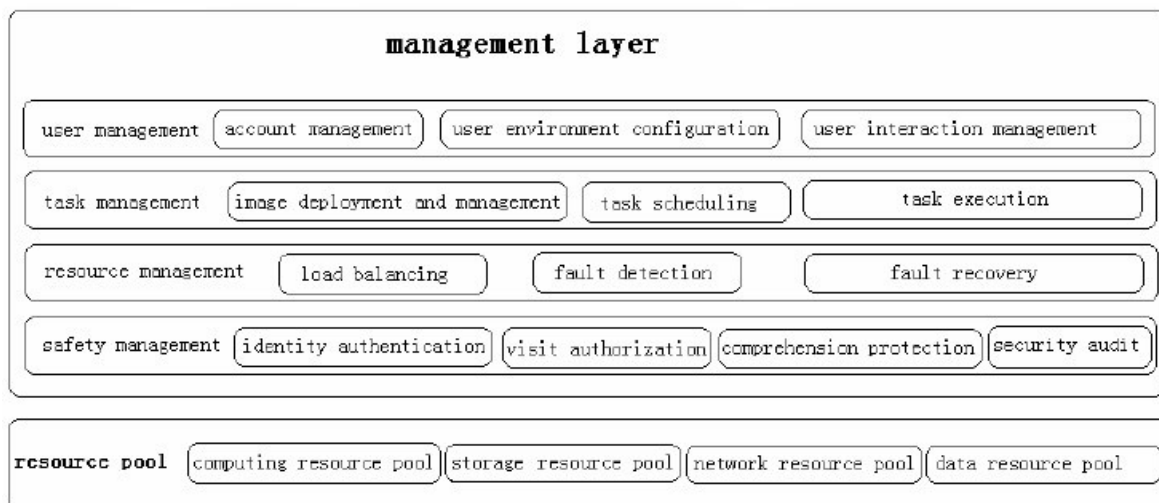 management layer
user management account management user environment configuration user interaction management
task management image deployment and management task scheduling task execution
resource management load balancing fault detection fault recovery
safety management identity authentication visit authorization comprehension protection security audit
resource pool computing resource pool storage resource pool network resource pool data resource pool